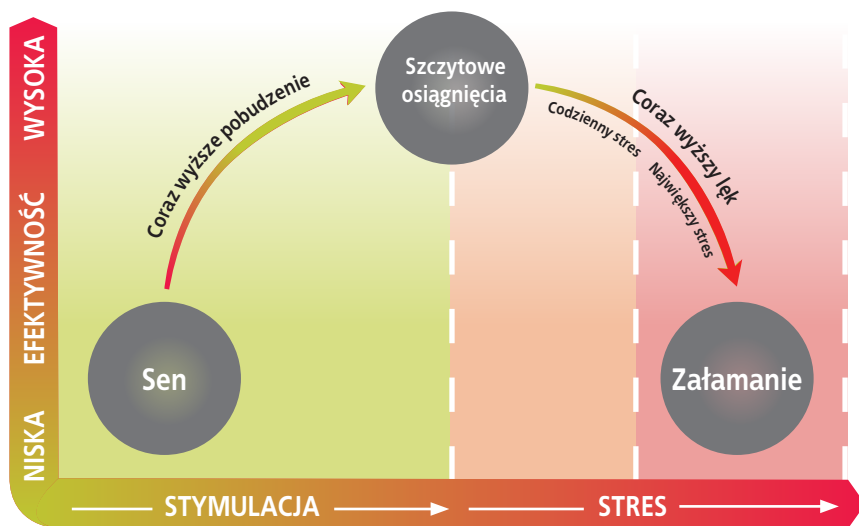 WYSOKA
EFEKTYWNOŚĆ
NISKA
Coraz wyższe pobudzenie
Szczytowe
osiągnięcia
Coraz wyższy lęk
Codzienny stres
Największy stres
Sen
Załamanie
STYMULACJA
STRES